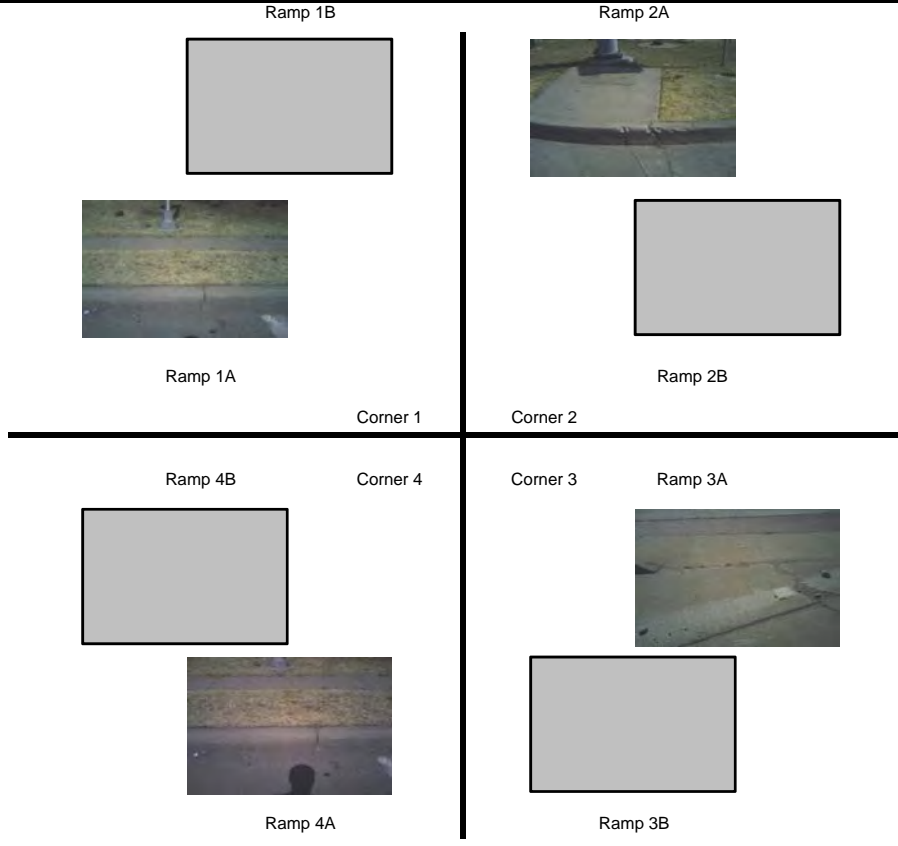 Ramp 1B
Ramp 2A
Ramp 1A
Ramp 2B
Corner 1
Corner 2
Ramp 4B
Corner 4
Corner 3
Ramp 3A
Ramp 4A
Ramp 3B